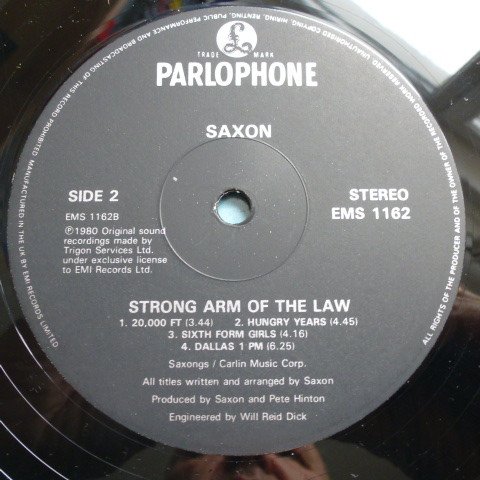 TRADE MARK
PARLOPHONE
SAXON
SIDE 2
STEREO
EMS 1162B
EMS 1162
℗1980 Original sound
recordings made by
Trigon Services Ltd.
under exclusive license
to EMI Records Ltd.
STRONG ARM OF THE LAW
1. 20,000 FT (3.44) 2. HUNGRY YEARS (4.45)
3. SIXTH FORM GIRLS (4.16)
4. DALLAS 1 PM (6.25)
Saxongs / Carlin Music Corp.
All titles written and arranged by Saxon
Produced by Saxon and Pete Hinton
Engineered by Will Reid Dick
MANUFACTURED IN THE UK BY EMI RECORDS LIMITED
ALL RIGHTS OF THE PRODUCER AND OF THE OWNER OF THE RECORDED WORK RESERVED. UNAUTHORISED COPYING, HIRING, RENTING, PUBLIC PERFORMANCE AND BROADCASTING OF THIS RECORD PROHIBITED